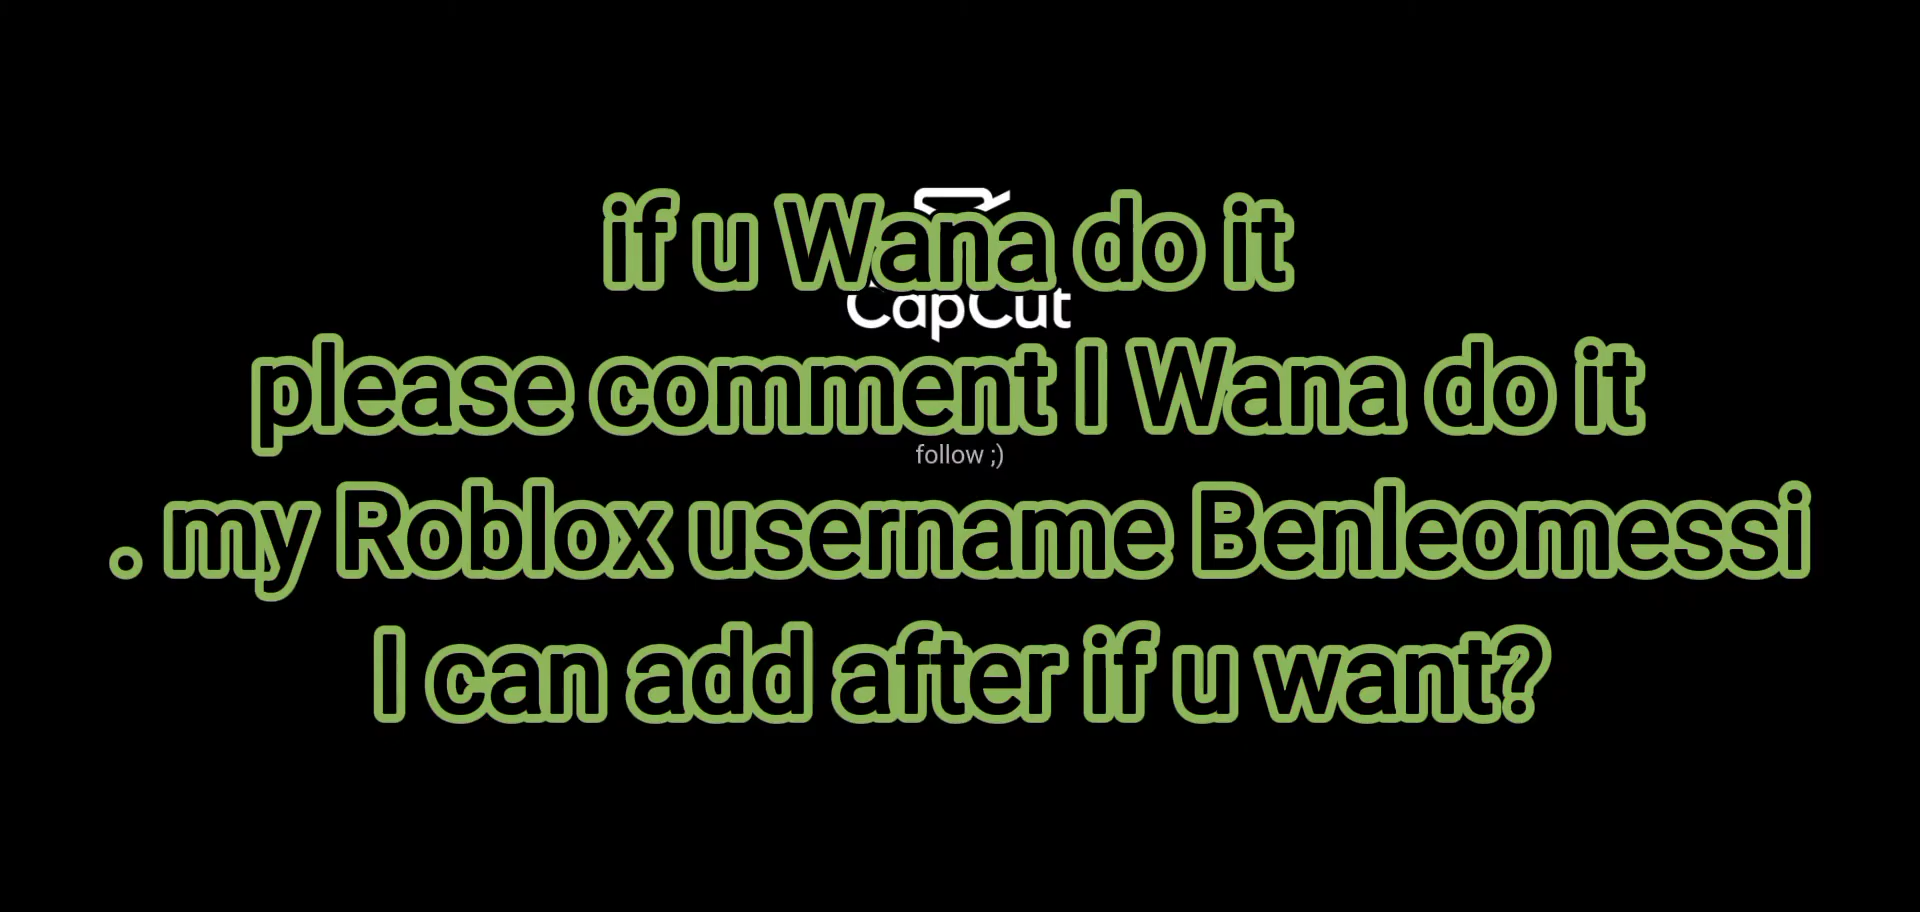 if u Wana do it
CapCut
please comment I Wana do it
follow ;)
. my Roblox username Benleomessi
I can add after if u want?